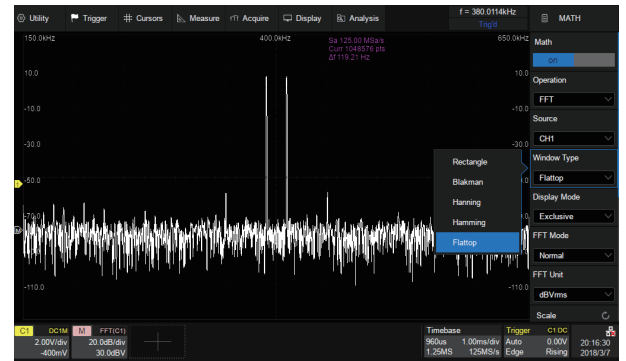 Utility Trigger Cursors Measure Acquire Display Analysis f = 380.0114kHz Trig'd MATH
150.0kHz 400.0kHz Sa 125.00 MSa/s 650.0kHz
Curr 1048576 pts
Δf 119.21 Hz
Math
on
10.0 10.0
Operation
FFT
-10.0 -10.0
Source
CH1
-30.0 -30.0
Window Type
Flattop
Rectangle
Blakman
Hanning
Hamming
Flattop
-50.0
Display Mode
Exclusive
-70.0
FFT Mode
Normal
FFT Unit
dBVrms
-110.0 -110.0
Scale
C1 DC1M M FFT(C1) Timebase Trigger C1 DC
2.00V/div 20.0dB/div 960us 1.00ms/div Auto 0.00V 20:16:30
-400mV 30.0dBV 1.25MS 125MS/s Edge Rising 2018/3/7